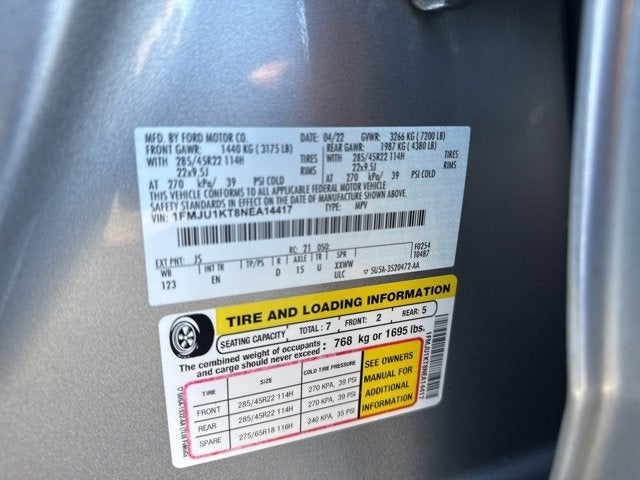 MFD. BY FORD MOTOR CO.
DATE: 04/22 GVWR: 3266 KG ( 7200 LB)
FRONT GAWR: 1440 KG ( 3175 LB) REAR GAWR: 1987 KG ( 4380 LB)
WITH 285/45R22 114H TIRES WITH 285/45R22 114H TIRES
22x9.5J RIMS 22x9.5J RIMS
AT 270 kPa/ 39 PSI COLD AT 270 kPa/ 39 PSI COLD
THIS VEHICLE CONFORMS TO ALL APPLICABLE FEDERAL MOTOR VEHICLE
SAFETY STANDARDS IN EFFECT ON THE DATE OF MANUFACTURE SHOWN ABOVE.
VIN: 1FMJU1KT8NEA14417 TYPE: MPV
EXT PNT: JS RC: 21 DSO: F0254
WB INT TR TP/PS R AXLE TR SPR T0487
123 EN D 15 U XXWW
ULC 5U5A-3520472-AA
TIRE AND LOADING INFORMATION
SEATING CAPACITY TOTAL: 7 FRONT: 2 REAR: 5
The combined weight of occupants and cargo should never exceed: 768 kg or 1695 lbs.
TIRE SIZE COLD TIRE PRESSURE
FRONT 285/45R22 114H 270 KPA, 39 PSI
REAR 285/45R22 114H 270 KPA, 39 PSI
SPARE 275/65R18 116H 240 KPA, 35 PSI
SEE OWNERS
MANUAL FOR
ADDITIONAL
INFORMATION
1FMJU1KT8NEA14417